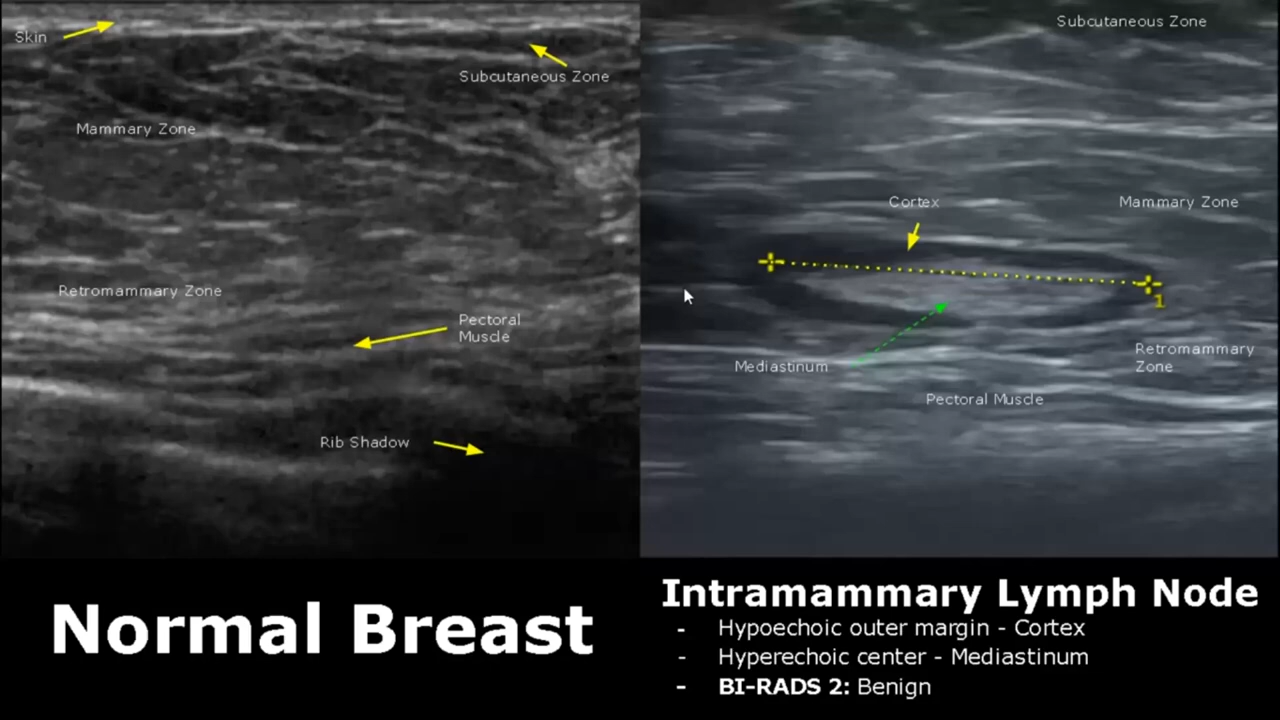 Skin
Subcutaneous Zone
Mammary Zone
Retromammary Zone
Pectoral
Muscle
Rib Shadow
Normal Breast
Subcutaneous Zone
Cortex
Mammary Zone
1
Retromammary
Zone
Mediastinum
Pectoral Muscle
Intramammary Lymph Node
- Hypoechoic outer margin - Cortex
- Hyperechoic center - Mediastinum
- BI-RADS 2: Benign